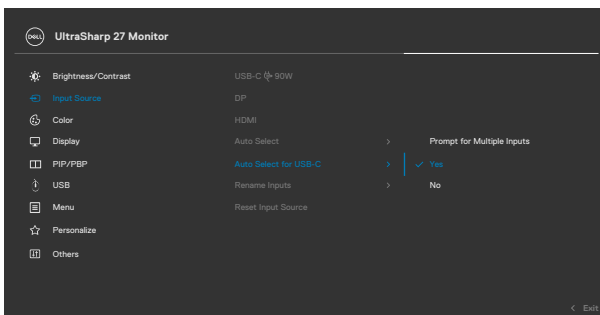 DELL
UltraSharp 27 Monitor
Brightness/Contrast
Input Source
Color
Display
PIP/PBP
USB
Menu
Personalize
Others
USB-C 90W
DP
HDMI
Auto Select >
Auto Select for USB-C >
Rename Inputs >
Reset Input Source
Prompt for Multiple Inputs
✓ Yes
No
< Exit